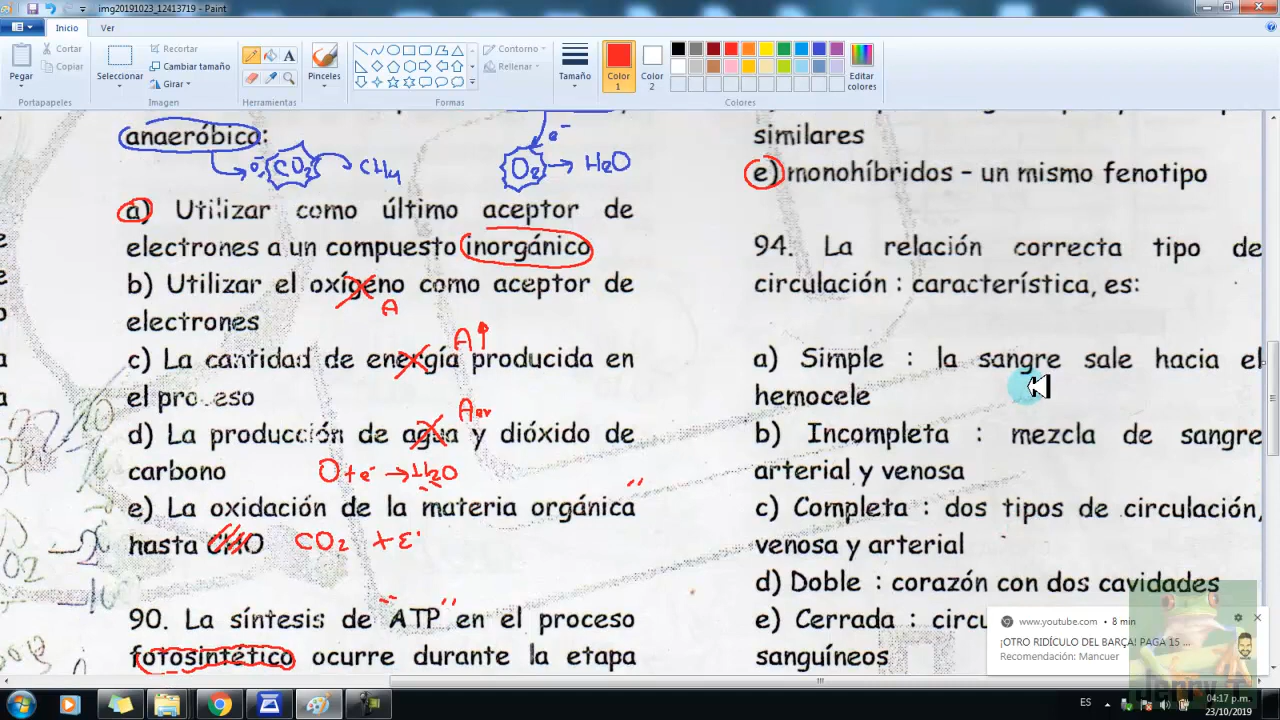 img20191023_12413719 - Paint
Inicio
Ver
Pegar
Cortar
Copiar
Portapapeles
Seleccionar
Recortar
Cambiar tamaño
Girar
Imagen
Herramientas
Pinceles
Formas
Contorno
Rellenar
Tamaño
Color 1
Color 2
Editar colores
Colores
anaeróbica:
CO2
CH4
e-
O2
H2O
a) Utilizar como último aceptor de
electrones a un compuesto inorgánico
b) Utilizar el oxígeno como aceptor de
A
electrones
A
c) La cantidad de energía producida en
el proceso
d) La producción de agua y dióxido de
carbono
O+e- → H2O
e) La oxidación de la materia orgánica
hasta CHO
CO2 + E
90. La síntesis de ATP en el proceso
fotosintético ocurre durante la etapa
similares
e) monohíbridos – un mismo fenotipo
94. La relación correcta tipo de
circulación : característica, es:
a) Simple : la sangre sale hacia el
hemocele
b) Incompleta : mezcla de sangre
arterial y venosa
c) Completa : dos tipos de circulación,
venosa y arterial
d) Doble : corazón con dos cavidades
e) Cerrada :
sanguíneos
www.youtube.com • 8 min
¡OTRO RIDÍCULO DEL BARÇA! PAGA 15 ...
Recomendación: Mancuer
ES
04:17 p.m.
23/10/2019